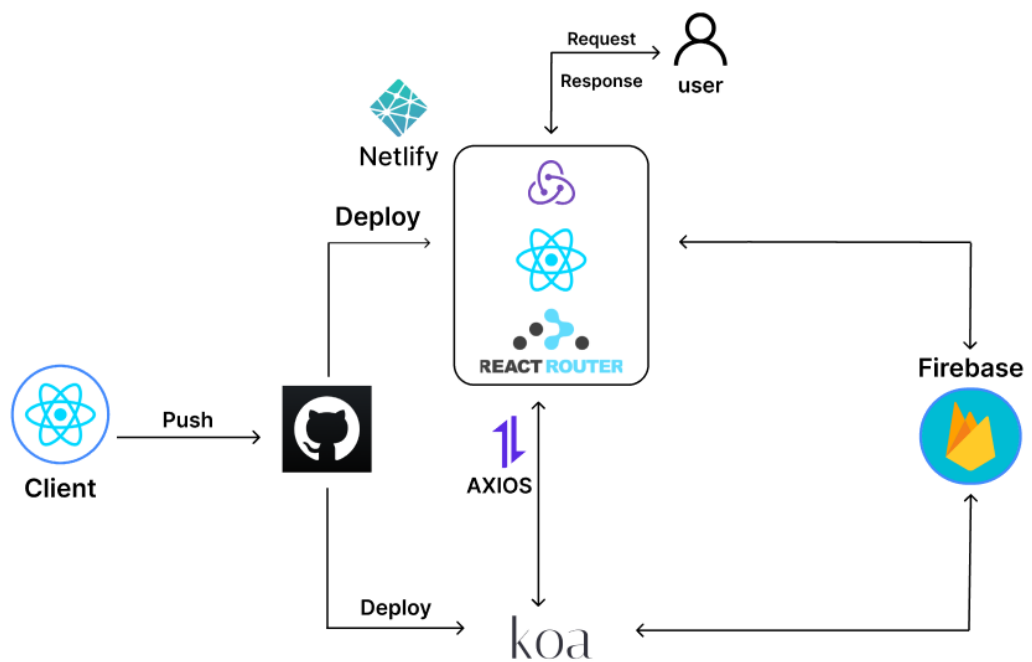 Request
Response
user
Netlify
Deploy
REACT ROUTER
Firebase
Push
Client
AXIOS
Deploy
koa